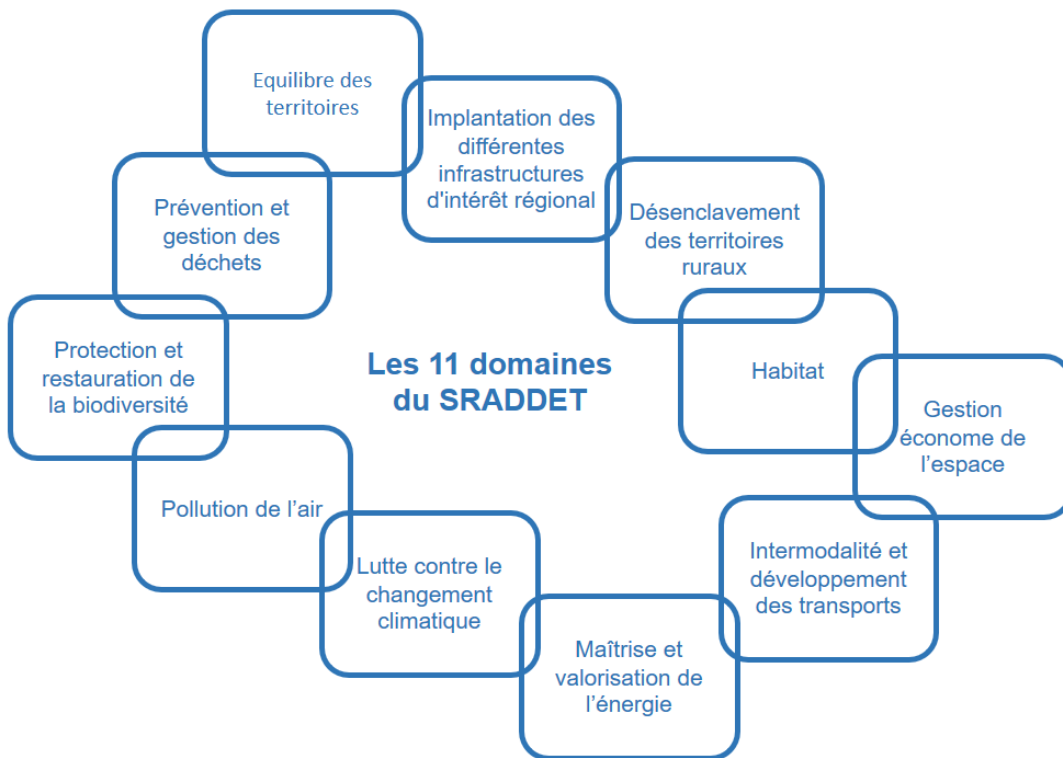 Equilibre des
territoires
Implantation des
différentes
infrastructures
d'intérêt régional
Désenclavement
des territoires
ruraux
Habitat
Gestion
économe de
l’espace
Intermodalité et
développement
des transports
Maîtrise et
valorisation de
l’énergie
Lutte contre le
changement
climatique
Pollution de l’air
Protection et
restauration de
la biodiversité
Prévention et
gestion des
déchets
Les 11 domaines
du SRADDET